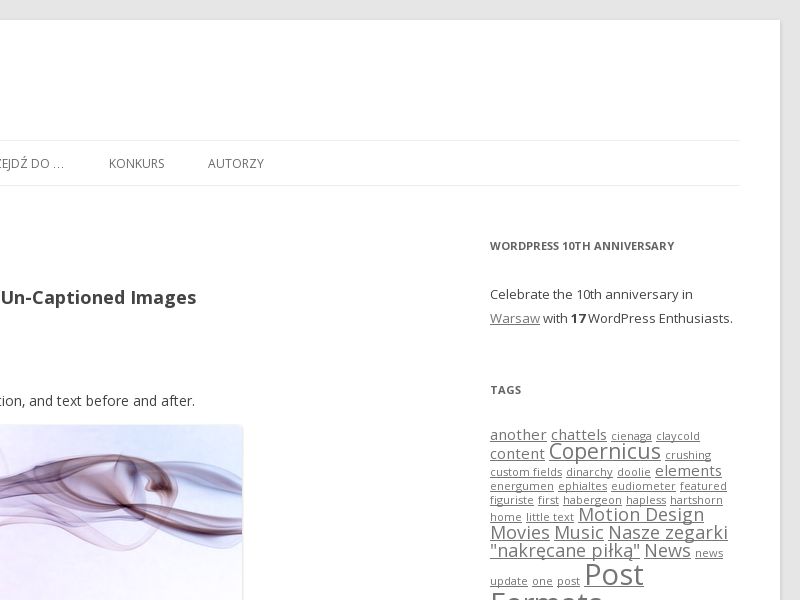 DO …
KONKURS
AUTORZY
Un-Captioned Images
and text before and after.
WORDPRESS 10TH ANNIVERSARY
Celebrate the 10th anniversary in
Warsaw with 17 WordPress Enthusiasts.
TAGS
another chattels cienaga claycold
content Copernicus crushing
custom fields dinarchy doolie elements
energumen ephialtes eudiometer featured
figuriste first habergeon hapless hartshorn
home little text Motion Design
Movies Music Nasze zegarki
"nakręcane piłką" News news
update one post Post
Formats